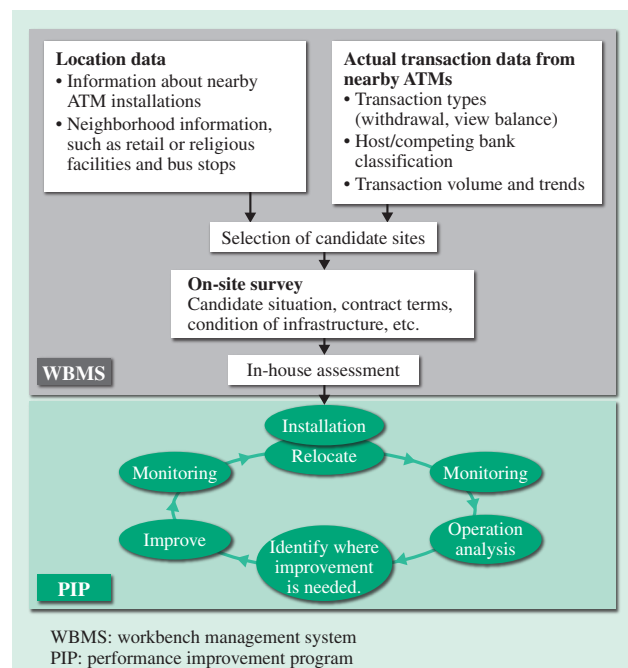 Location data
• Information about nearby
ATM installations
• Neighborhood information,
such as retail or religious
facilities and bus stops
Actual transaction data from
nearby ATMs
• Transaction types
(withdrawal, view balance)
• Host/competing bank
classification
• Transaction volume and trends
Selection of candidate sites
On-site survey
Candidate situation, contract terms,
condition of infrastructure, etc.
WBMS
In-house assessment
Installation
Relocate
Monitoring
Monitoring
Improve
Identify where
improvement
is needed.
Operation
analysis
PIP
WBMS: workbench management system
PIP: performance improvement program